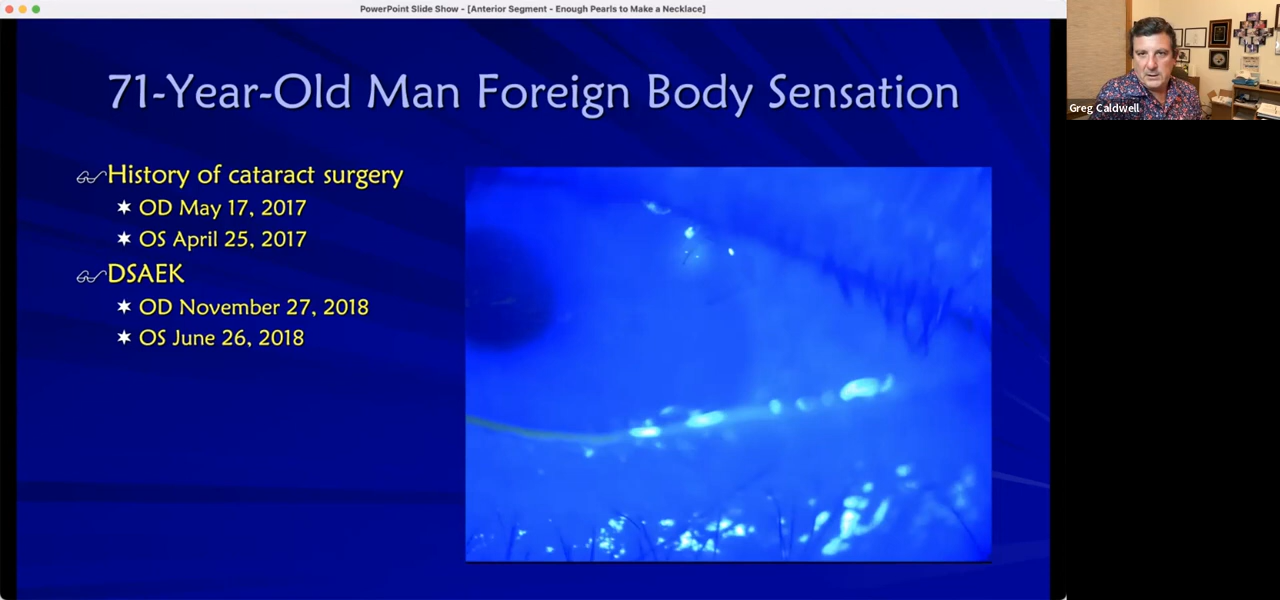 PowerPoint Slide Show - [Anterior Segment - Enough Pearls to Make a Necklace]
71-Year-Old Man Foreign Body Sensation
History of cataract surgery
OD May 17, 2017
OS April 25, 2017
DSAEK
OD November 27, 2018
OS June 26, 2018
Greg Caldwell